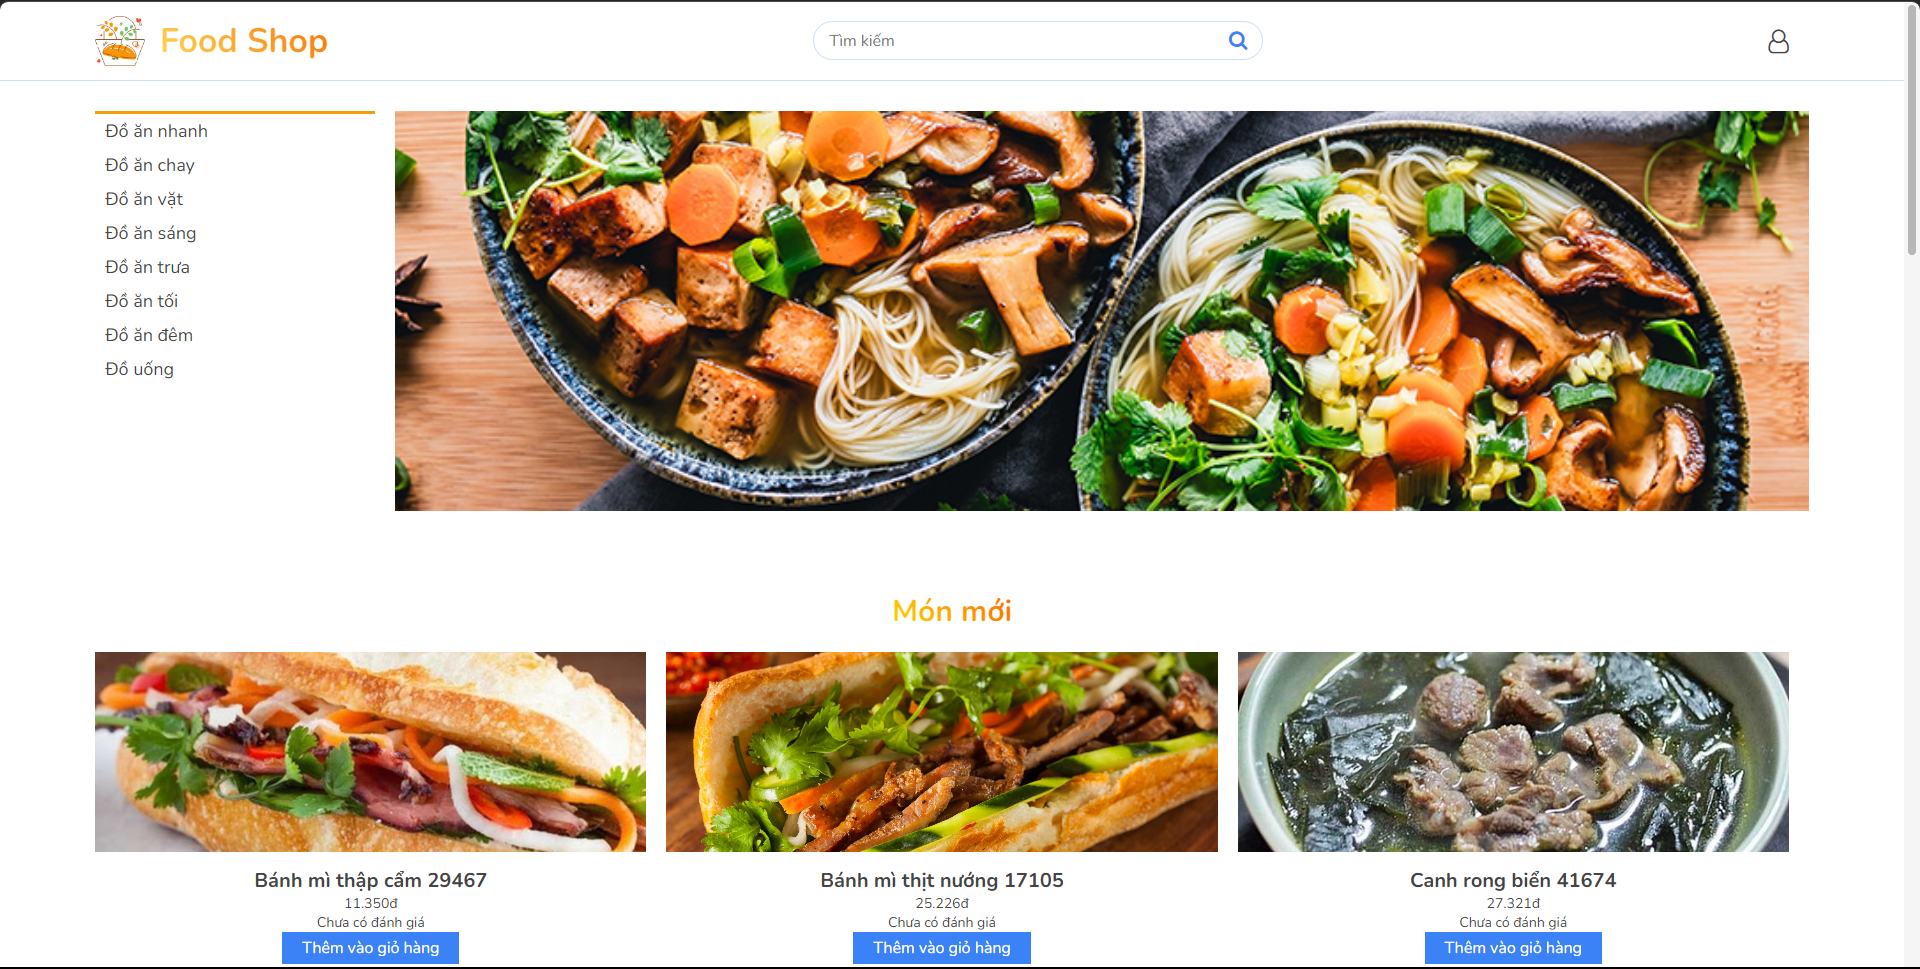 Food Shop
Tìm kiếm
Đồ ăn nhanh
Đồ ăn chay
Đồ ăn vặt
Đồ ăn sáng
Đồ ăn trưa
Đồ ăn tối
Đồ ăn đêm
Đồ uống
Món mới
Bánh mì thập cẩm 29467
11.350đ
Chưa có đánh giá
Thêm vào giỏ hàng
Bánh mì thịt nướng 17105
25.226đ
Chưa có đánh giá
Thêm vào giỏ hàng
Canh rong biển 41674
27.321đ
Chưa có đánh giá
Thêm vào giỏ hàng